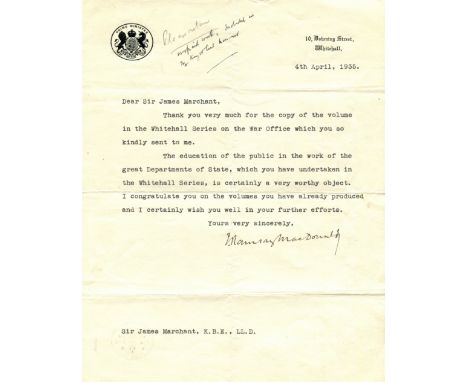 PRIME MINISTER
10, Downing Street,
Whitehall.
4th April, 1935.
Dear Sir James Marchant,
Thank you very much for the copy of the volume
in the Whitehall Series on the War Office which you so
kindly sent to me.
The education of the public in the work of the
great Departments of State, which you have undertaken in
the Whitehall Series, is certainly a very worthy object.
I congratulate you on the volumes you have already produced
and I certainly wish you well in your further efforts.
Yours very sincerely,
J Ramsay MacDonald
Sir James Marchant, K.B.E., LL.D.